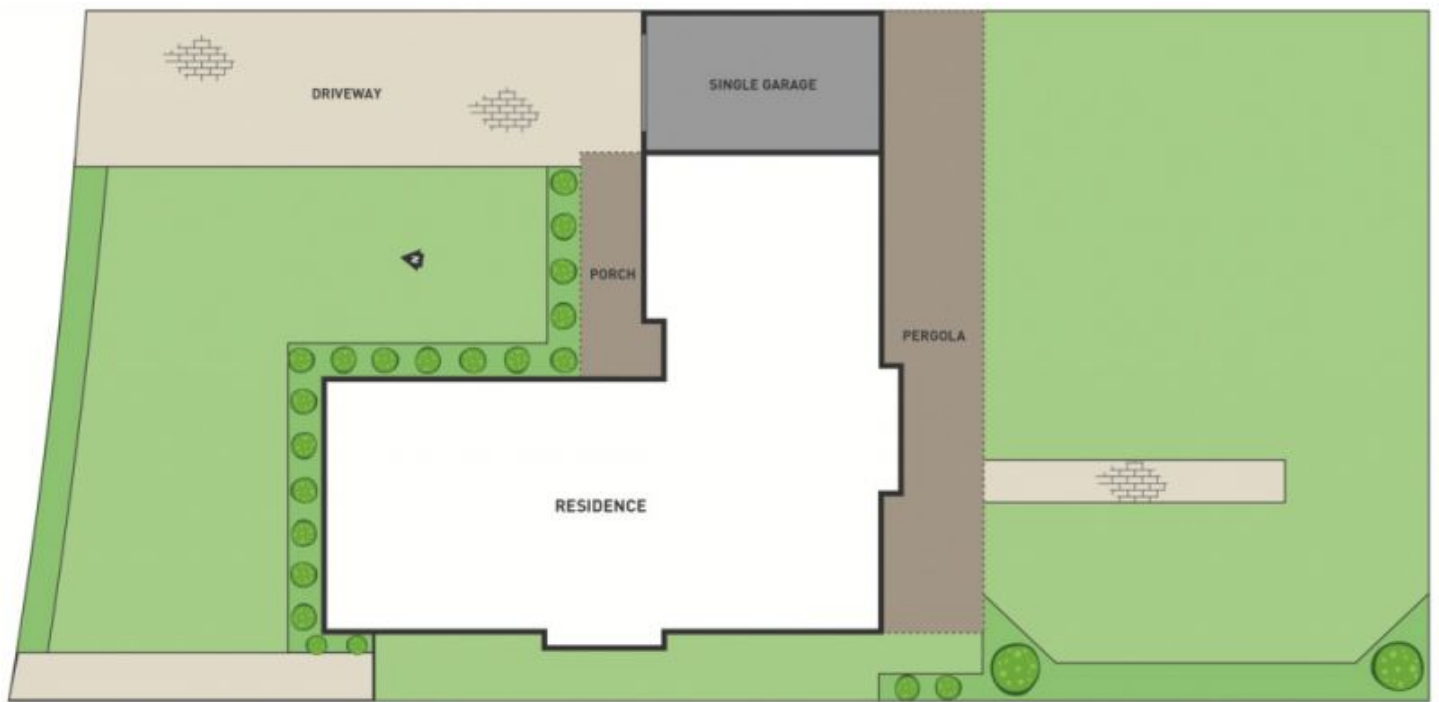 SINGLE GARAGE
DRIVEWAY
PORCH
PERGOLA
RESIDENCE
N